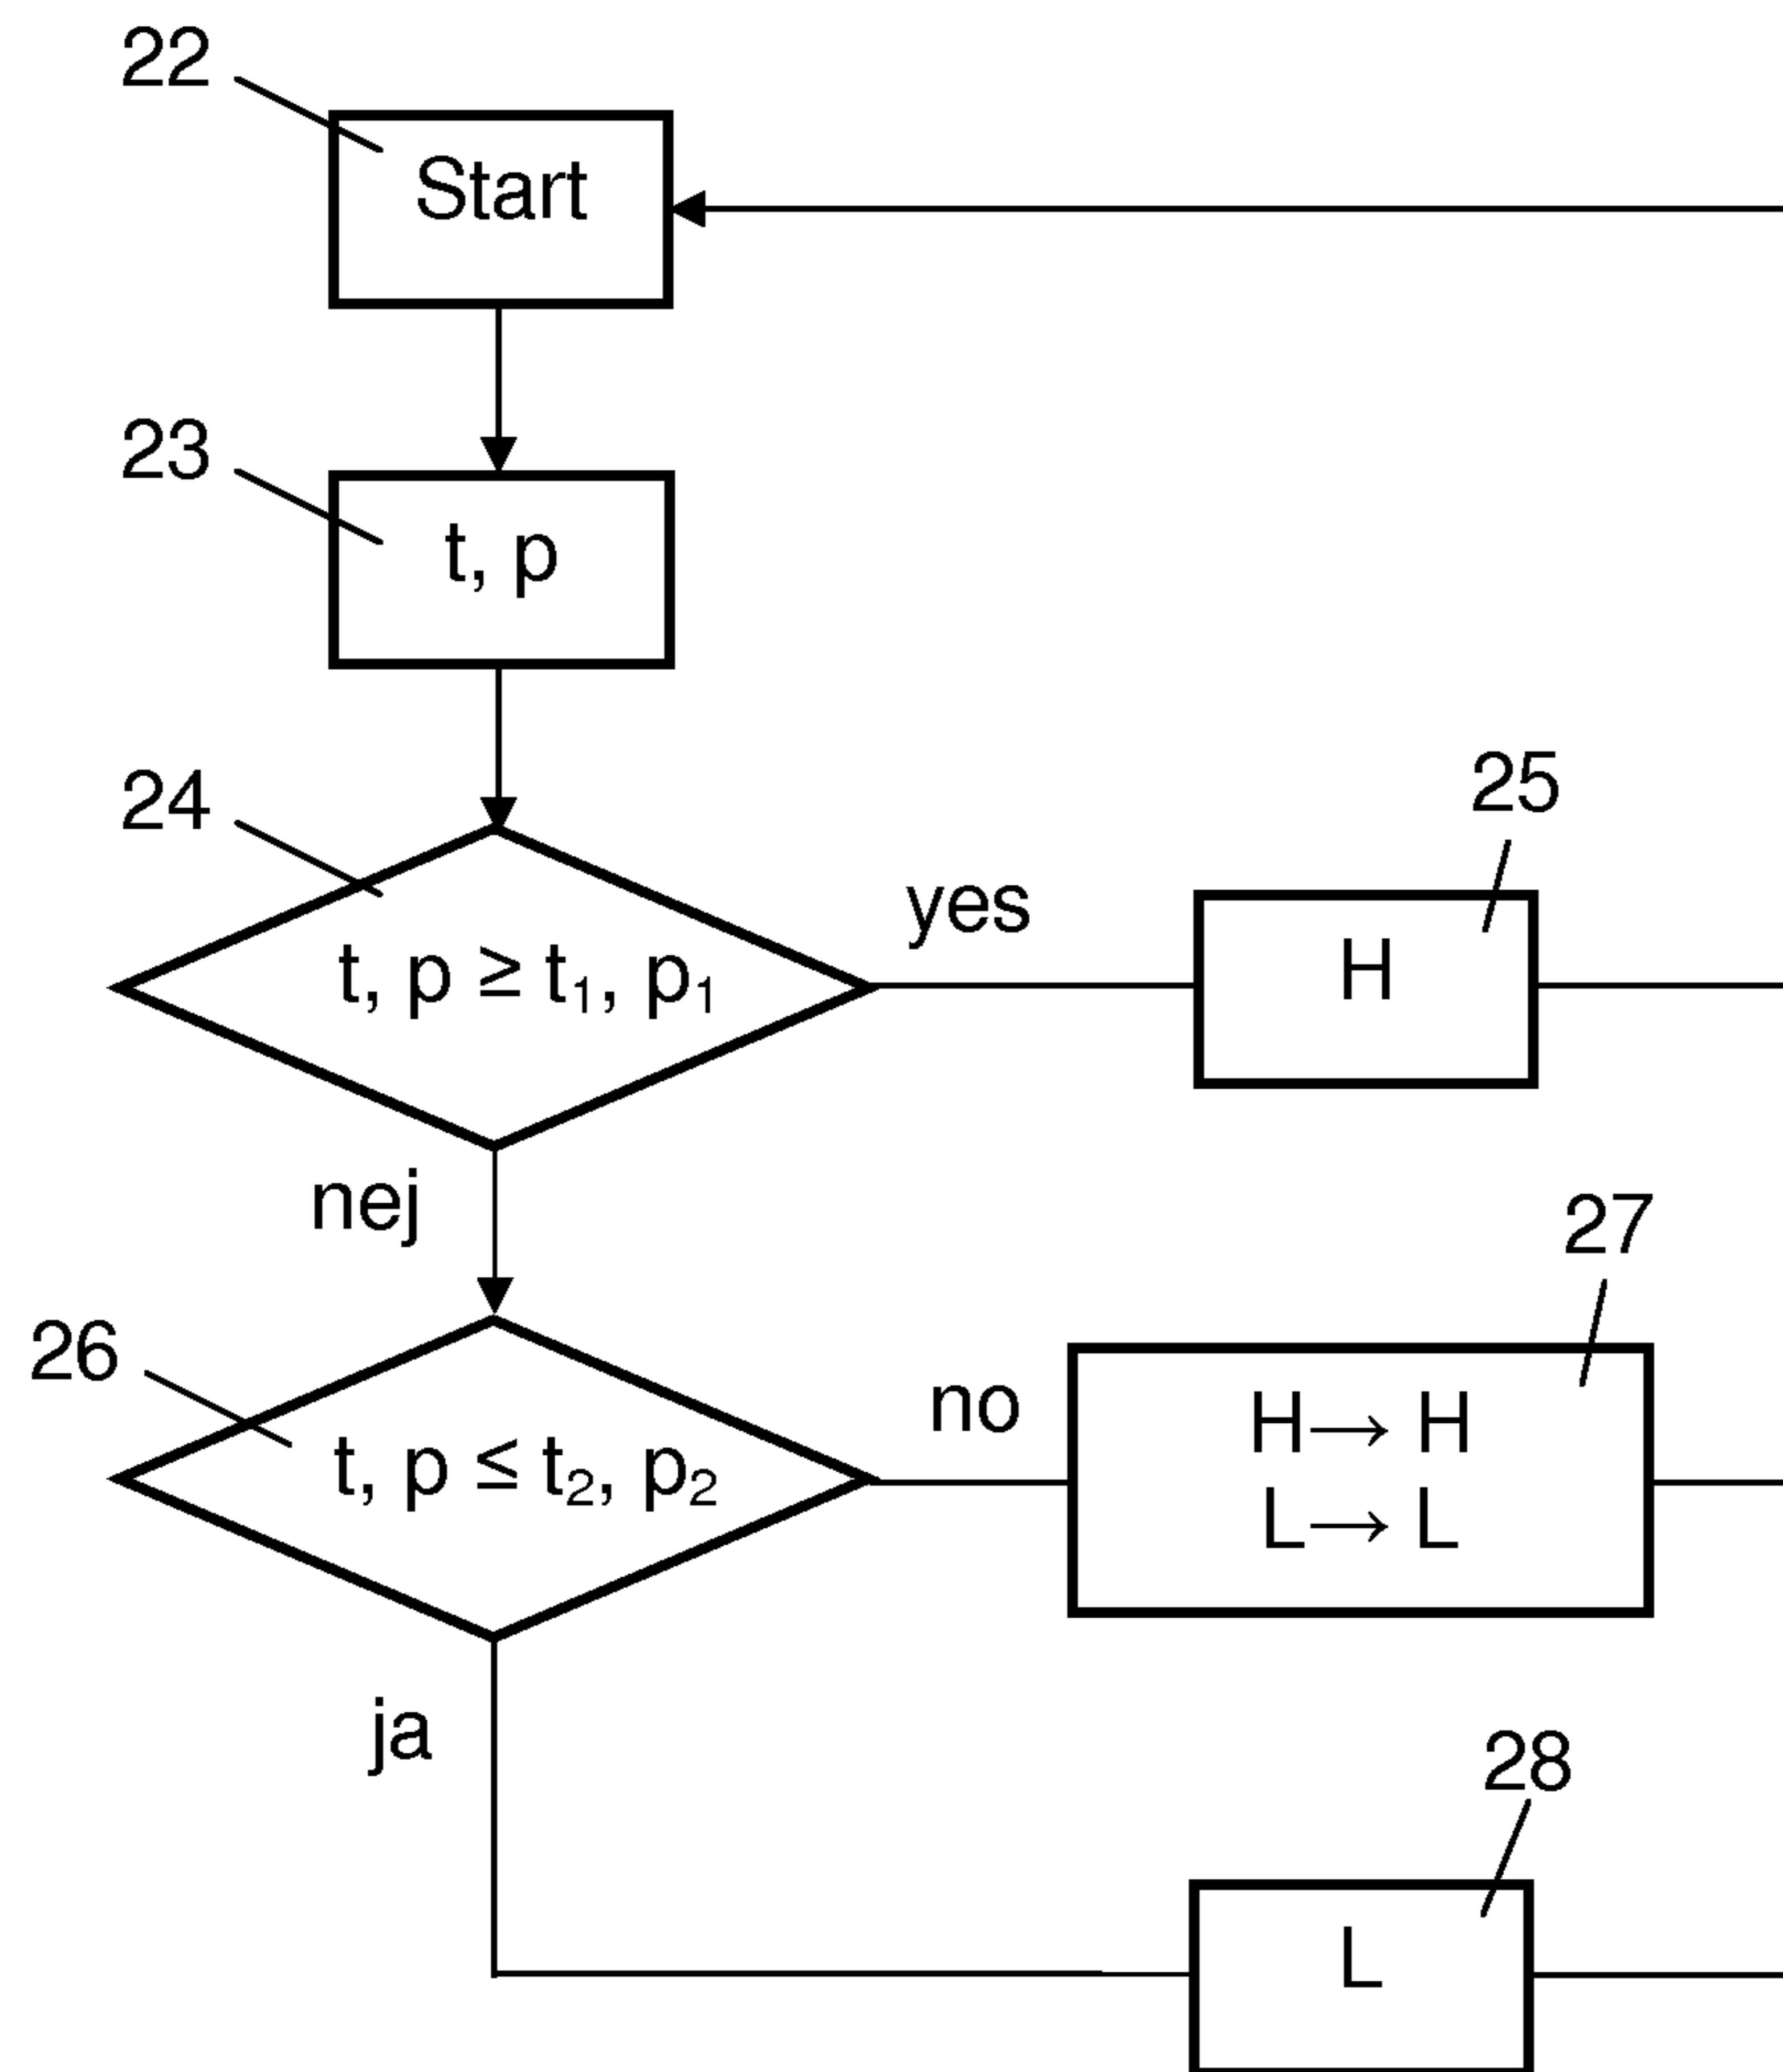 22
Start
23
t, p
24
t, p ≥ t₁, p₁
yes
25
H
nej
26
t, p ≤ t₂, p₂
no
27
H→ H
L→ L
ja
28
L